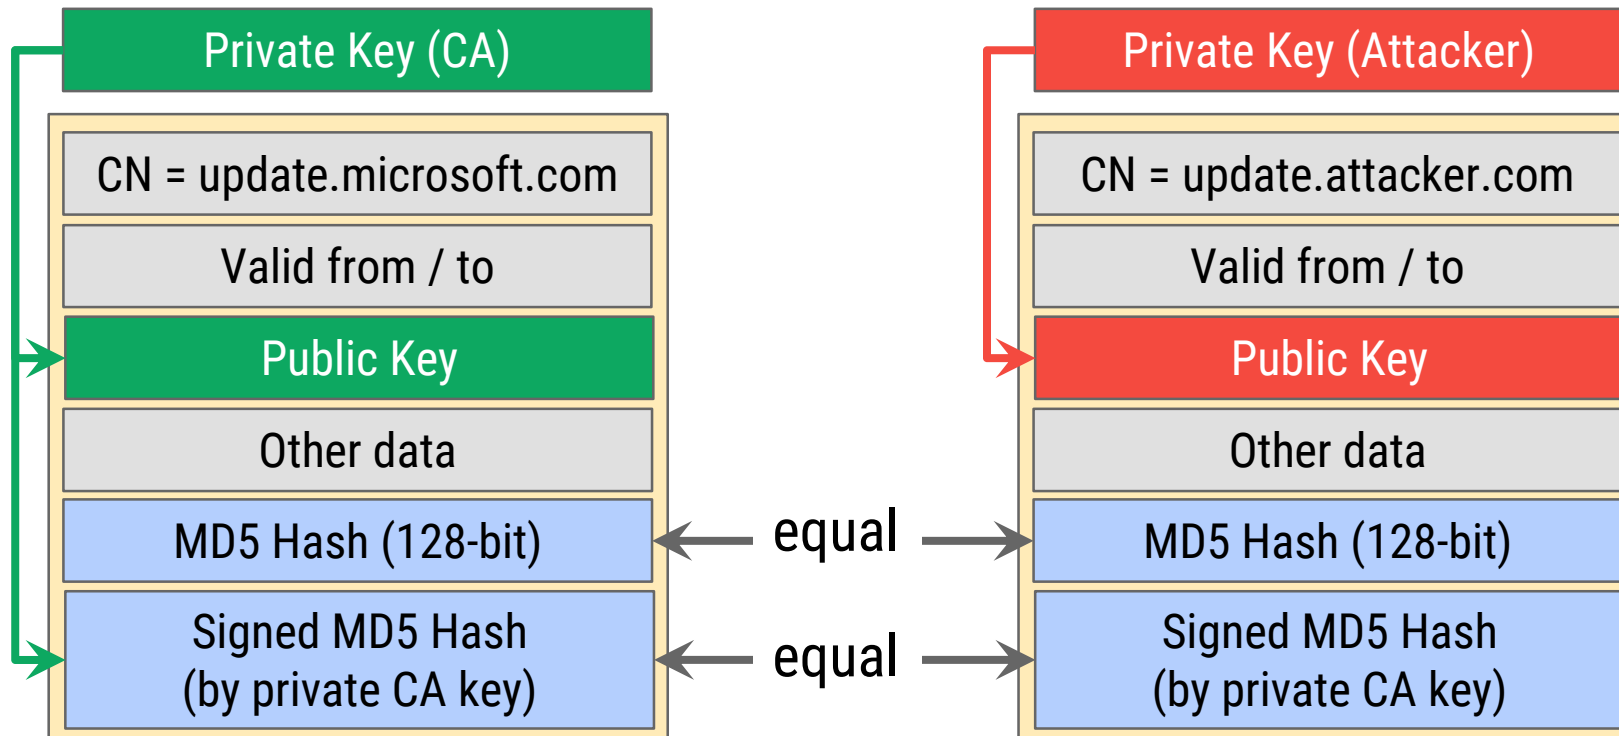 Private Key (CA)
CN = update.microsoft.com
Valid from / to
Public Key
Other data
MD5 Hash (128-bit)
Signed MD5 Hash
(by private CA key)
equal
equal
Private Key (Attacker)
CN = update.attacker.com
Valid from / to
Public Key
Other data
MD5 Hash (128-bit)
Signed MD5 Hash
(by private CA key)